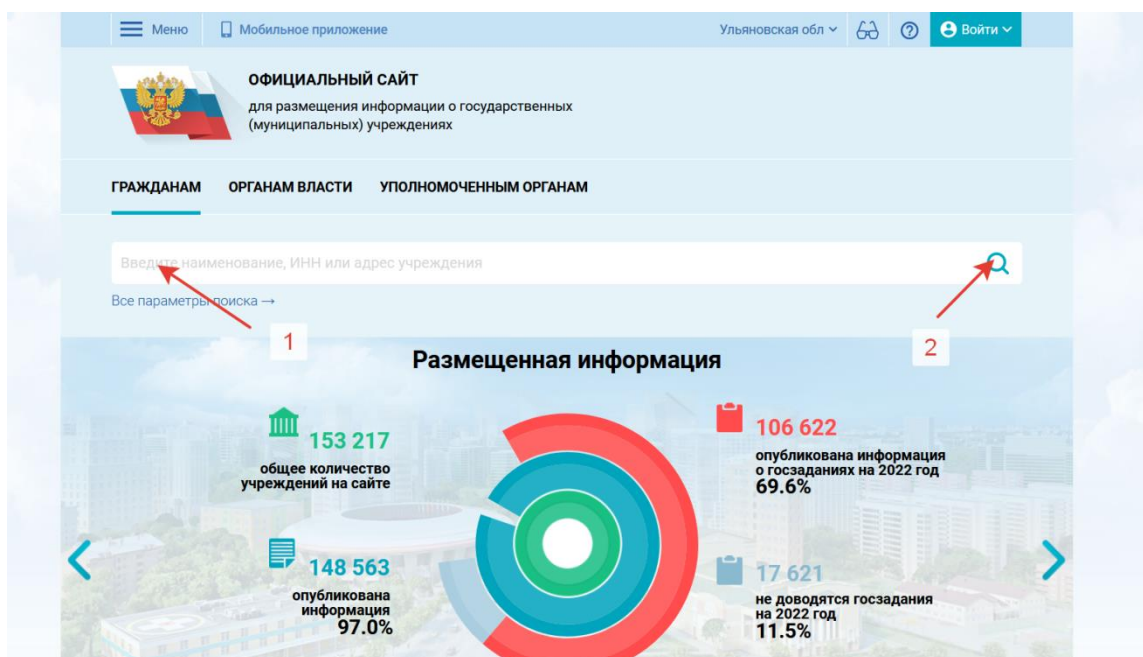 Меню
Мобильное приложение
Ульяновская обл
Войти
ОФИЦИАЛЬНЫЙ САЙТ
для размещения информации о государственных
(муниципальных) учреждениях
ГРАЖДАНАМ ОРГАНАМ ВЛАСТИ УПОЛНОМОЧЕННЫМ ОРГАНАМ
Введите наименование, ИНН или адрес учреждения
Все параметры поиска →
1
2
Размещенная информация
153 217
общее количество
учреждений на сайте
148 563
опубликована
информация
97.0%
106 622
опубликована информация
о госзаданиях на 2022 год
69.6%
17 621
не доводятся госзадания
на 2022 год
11.5%